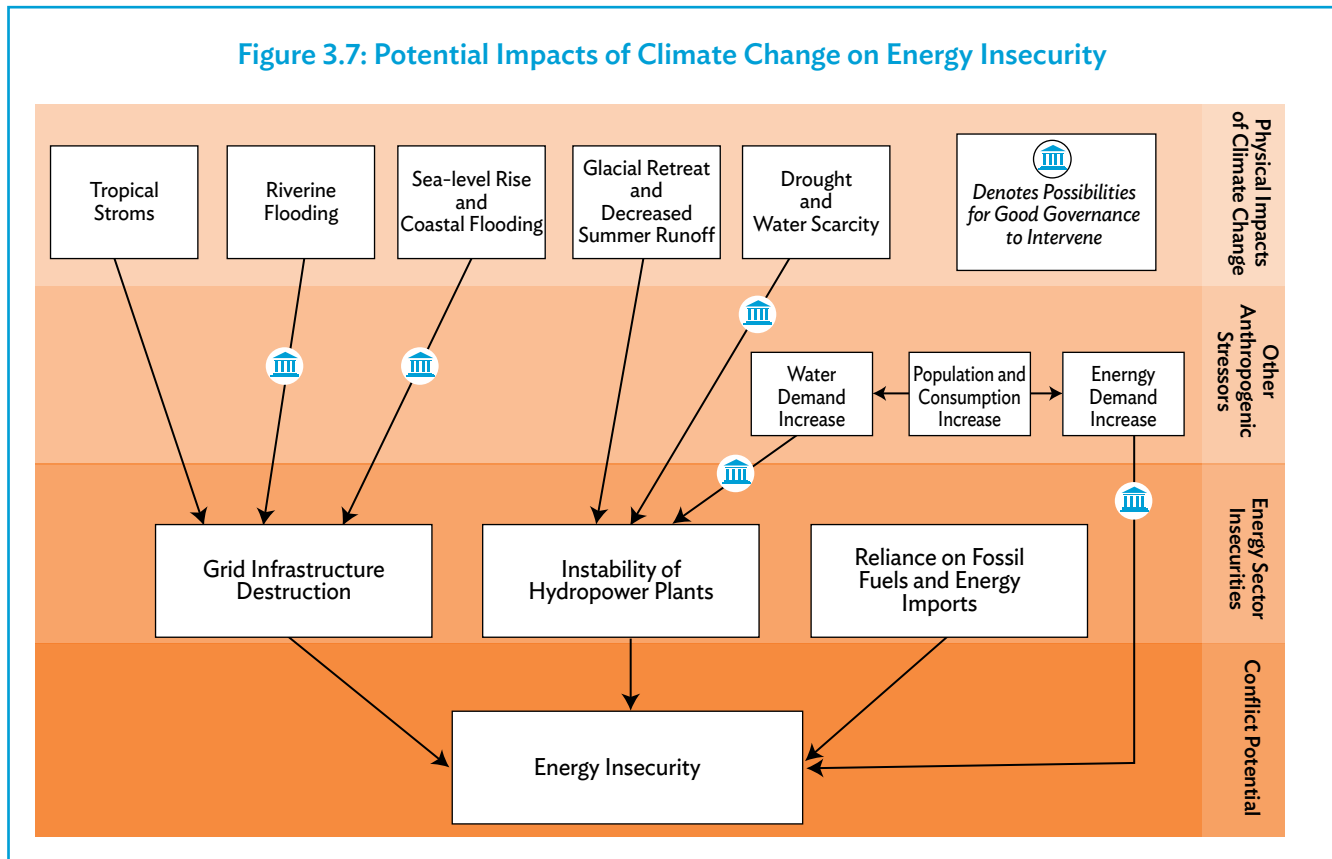 Figure 3.7: Potential Impacts of Climate Change on Energy Insecurity
Tropical
Stroms
Riverine
Flooding
Sea-level Rise
and
Coastal Flooding
Glacial Retreat
and
Decreased
Summer Runoff
Drought
and
Water Scarcity
Denotes Possibilities
for Good Governance
to Intervene
Physical Impacts
of Climate Change
Water
Demand
Increase
Population and
Consumption
Increase
Enerngy
Demand
Increase
Other
Anthropogenic
Stressors
Grid Infrastructure
Destruction
Instability of
Hydropower Plants
Reliance on Fossil
Fuels and Energy
Imports
Energy Sector
Insecurities
Energy Insecurity
Conflict Potential